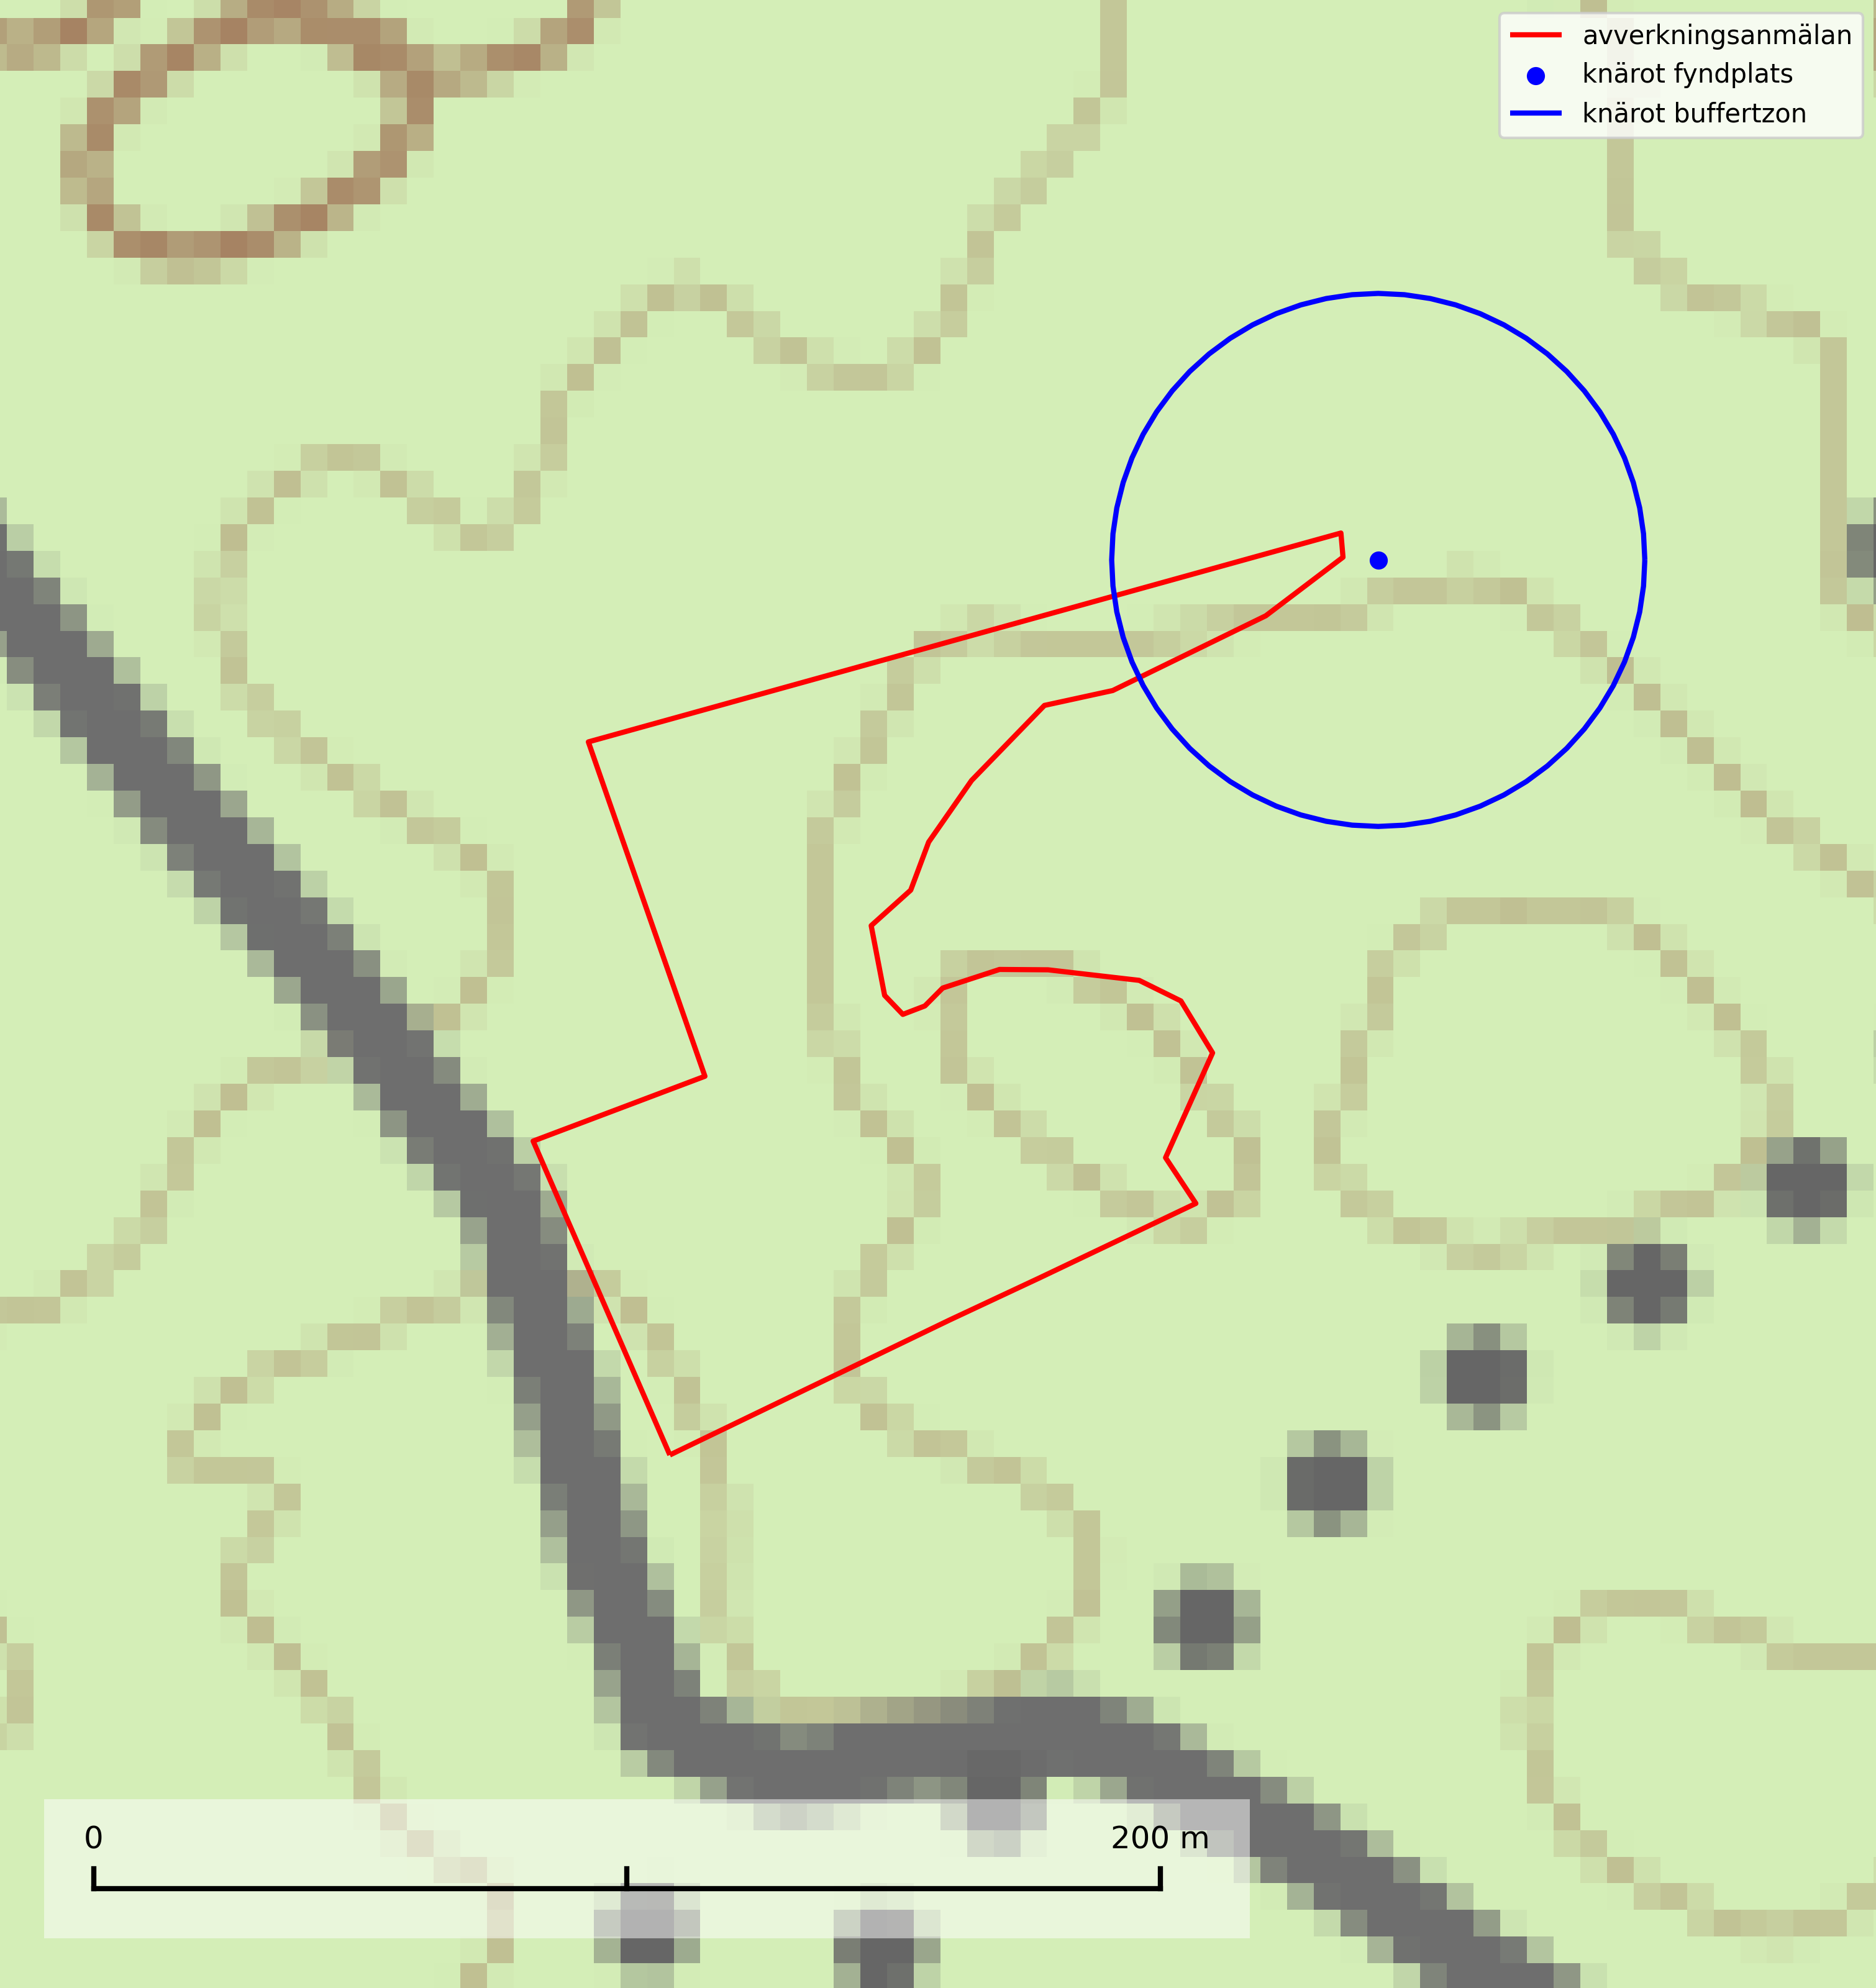 avverkningsanmälan
knärot fyndplats
knärot buffertzon
0
200 m